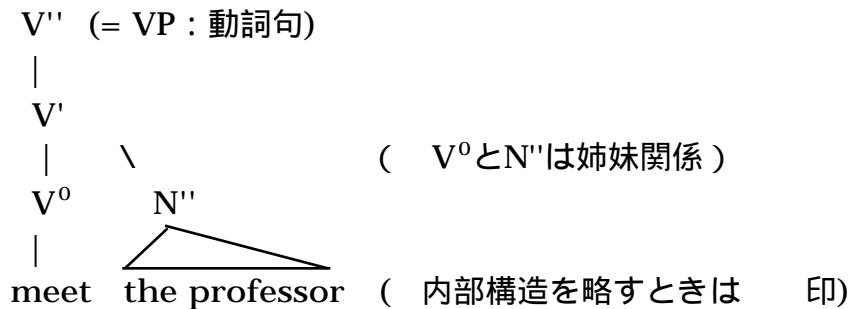 V'' (= VP：動詞句)
V'
( V⁰とN''は姉妹関係 )
V⁰ N''
meet the professor ( 内部構造を略すときは 印)